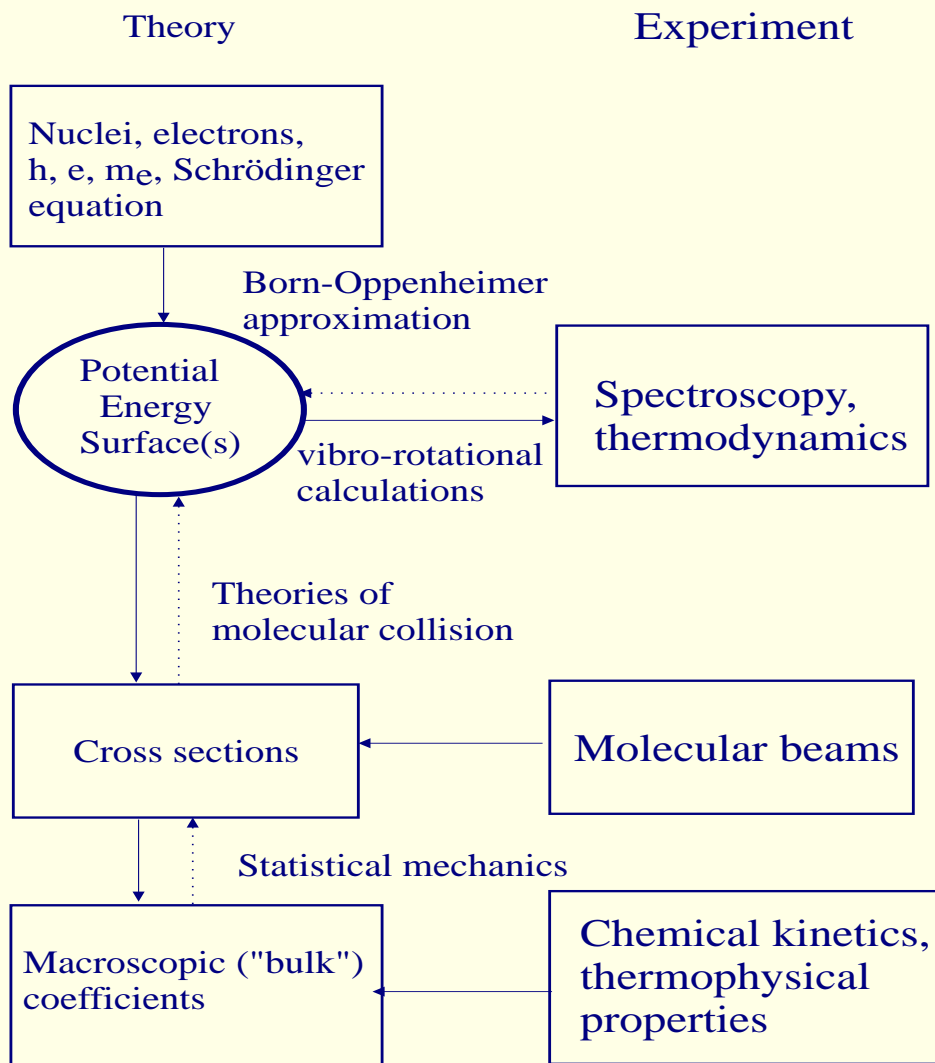 Theory
Experiment
Nuclei, electrons,
h, e, me, Schrödinger
equation
Born-Oppenheimer
approximation
Potential
Energy
Surface(s)
Spectroscopy,
thermodynamics
vibro-rotational
calculations
Theories of
molecular collision
Cross sections
Molecular beams
Statistical mechanics
Macroscopic ("bulk")
coefficients
Chemical kinetics,
thermophysical
properties